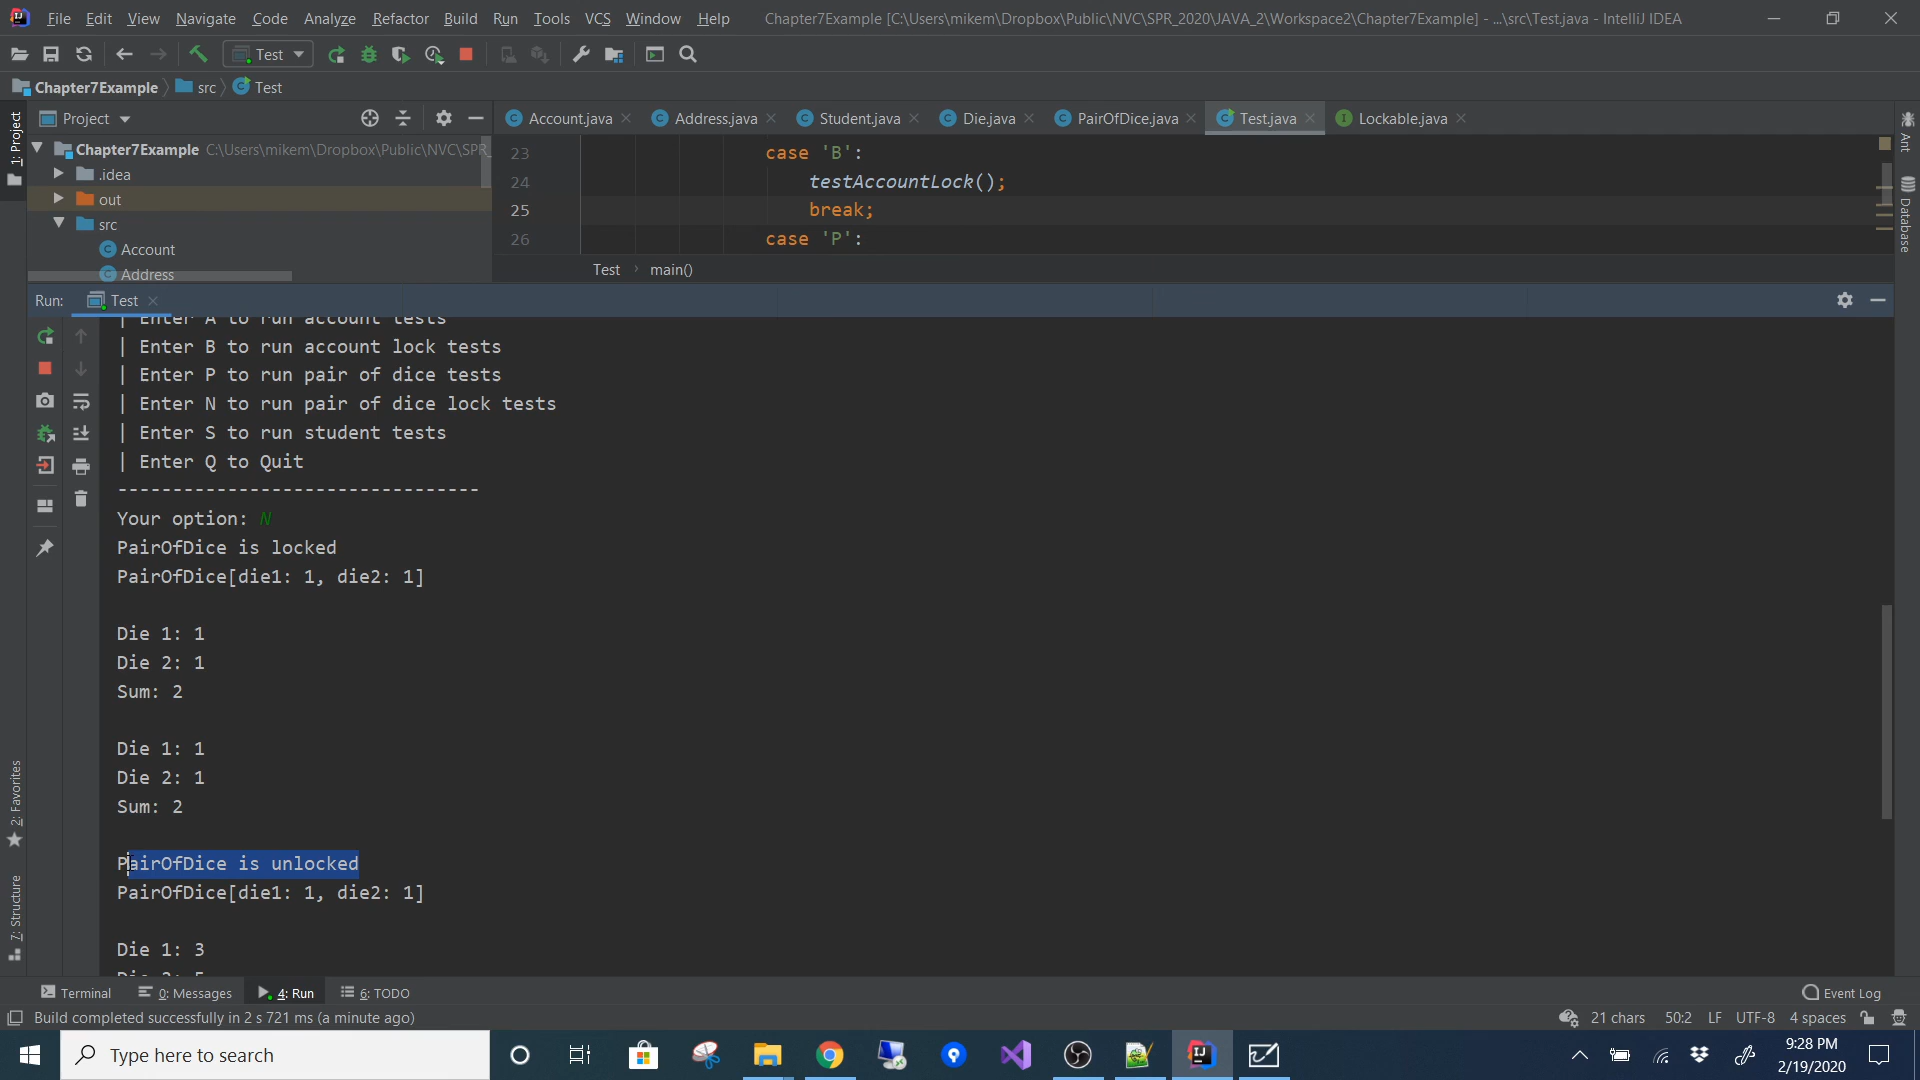 File Edit View Navigate Code Analyze Refactor Build Run Tools VCS Window Help Chapter7Example [C:\Users\mikem\Dropbox\Public\NVC\SPR_2020\JAVA_2\Workspace2\Chapter7Example] - ...\src\Test.java - IntelliJ IDEA
Test
Chapter7Example src Test
1: Project
Project
Chapter7Example C:\Users\mikem\Dropbox\Public\NVC\SPR_
.idea
out
src
Account
Address
Account.java Address.java Student.java Die.java PairOfDice.java Test.java Lockable.java
23 case 'B':
24 testAccountLock();
25 break;
26 case 'P':
Test main()
Ant
Database
Run: Test
| Enter A to run account tests
| Enter B to run account lock tests
| Enter P to run pair of dice tests
| Enter N to run pair of dice lock tests
| Enter S to run student tests
| Enter Q to Quit
---------------------------------
Your option: N
PairOfDice is locked
PairOfDice[die1: 1, die2: 1]
Die 1: 1
Die 2: 1
Sum: 2
Die 1: 1
Die 2: 1
Sum: 2
PairOfDice is unlocked
PairOfDice[die1: 1, die2: 1]
Die 1: 3
Die 2: 5
2: Favorites
7: Structure
Terminal 0: Messages 4: Run 6: TODO Event Log
Build completed successfully in 2 s 721 ms (a minute ago) 21 chars 50:2 LF UTF-8 4 spaces
Type here to search
9:28 PM
2/19/2020